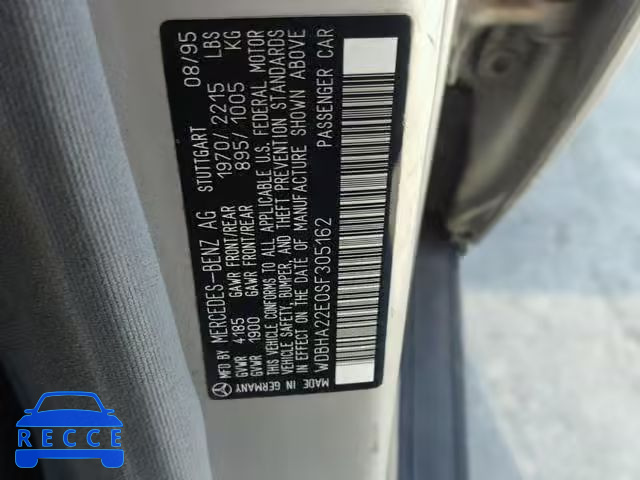 MFD BY MERCEDES-BENZ AG STUTTGART 08/95
GVWR 4185 GAWR FRONT/REAR 1970/2215 LBS
GVWR 1900 GAWR FRONT/REAR 895/1005 KG
THIS VEHICLE CONFORMS TO ALL APPLICABLE U.S. FEDERAL MOTOR
VEHICLE SAFETY, BUMPER, AND THEFT PREVENTION STANDARDS
IN EFFECT ON THE DATE OF MANUFACTURE SHOWN ABOVE
WDBHA22E0SF305162 PASSENGER CAR
MADE IN GERMANY
RECCE